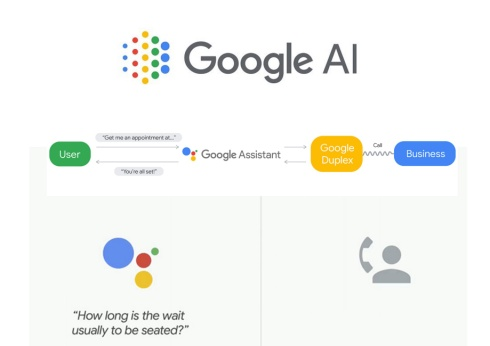 Google AI
"Get me an appointment at..."
User
Google Assistant
Google
Duplex
Call
Business
"You're all set!"
"How long is the wait
usually to be seated?"